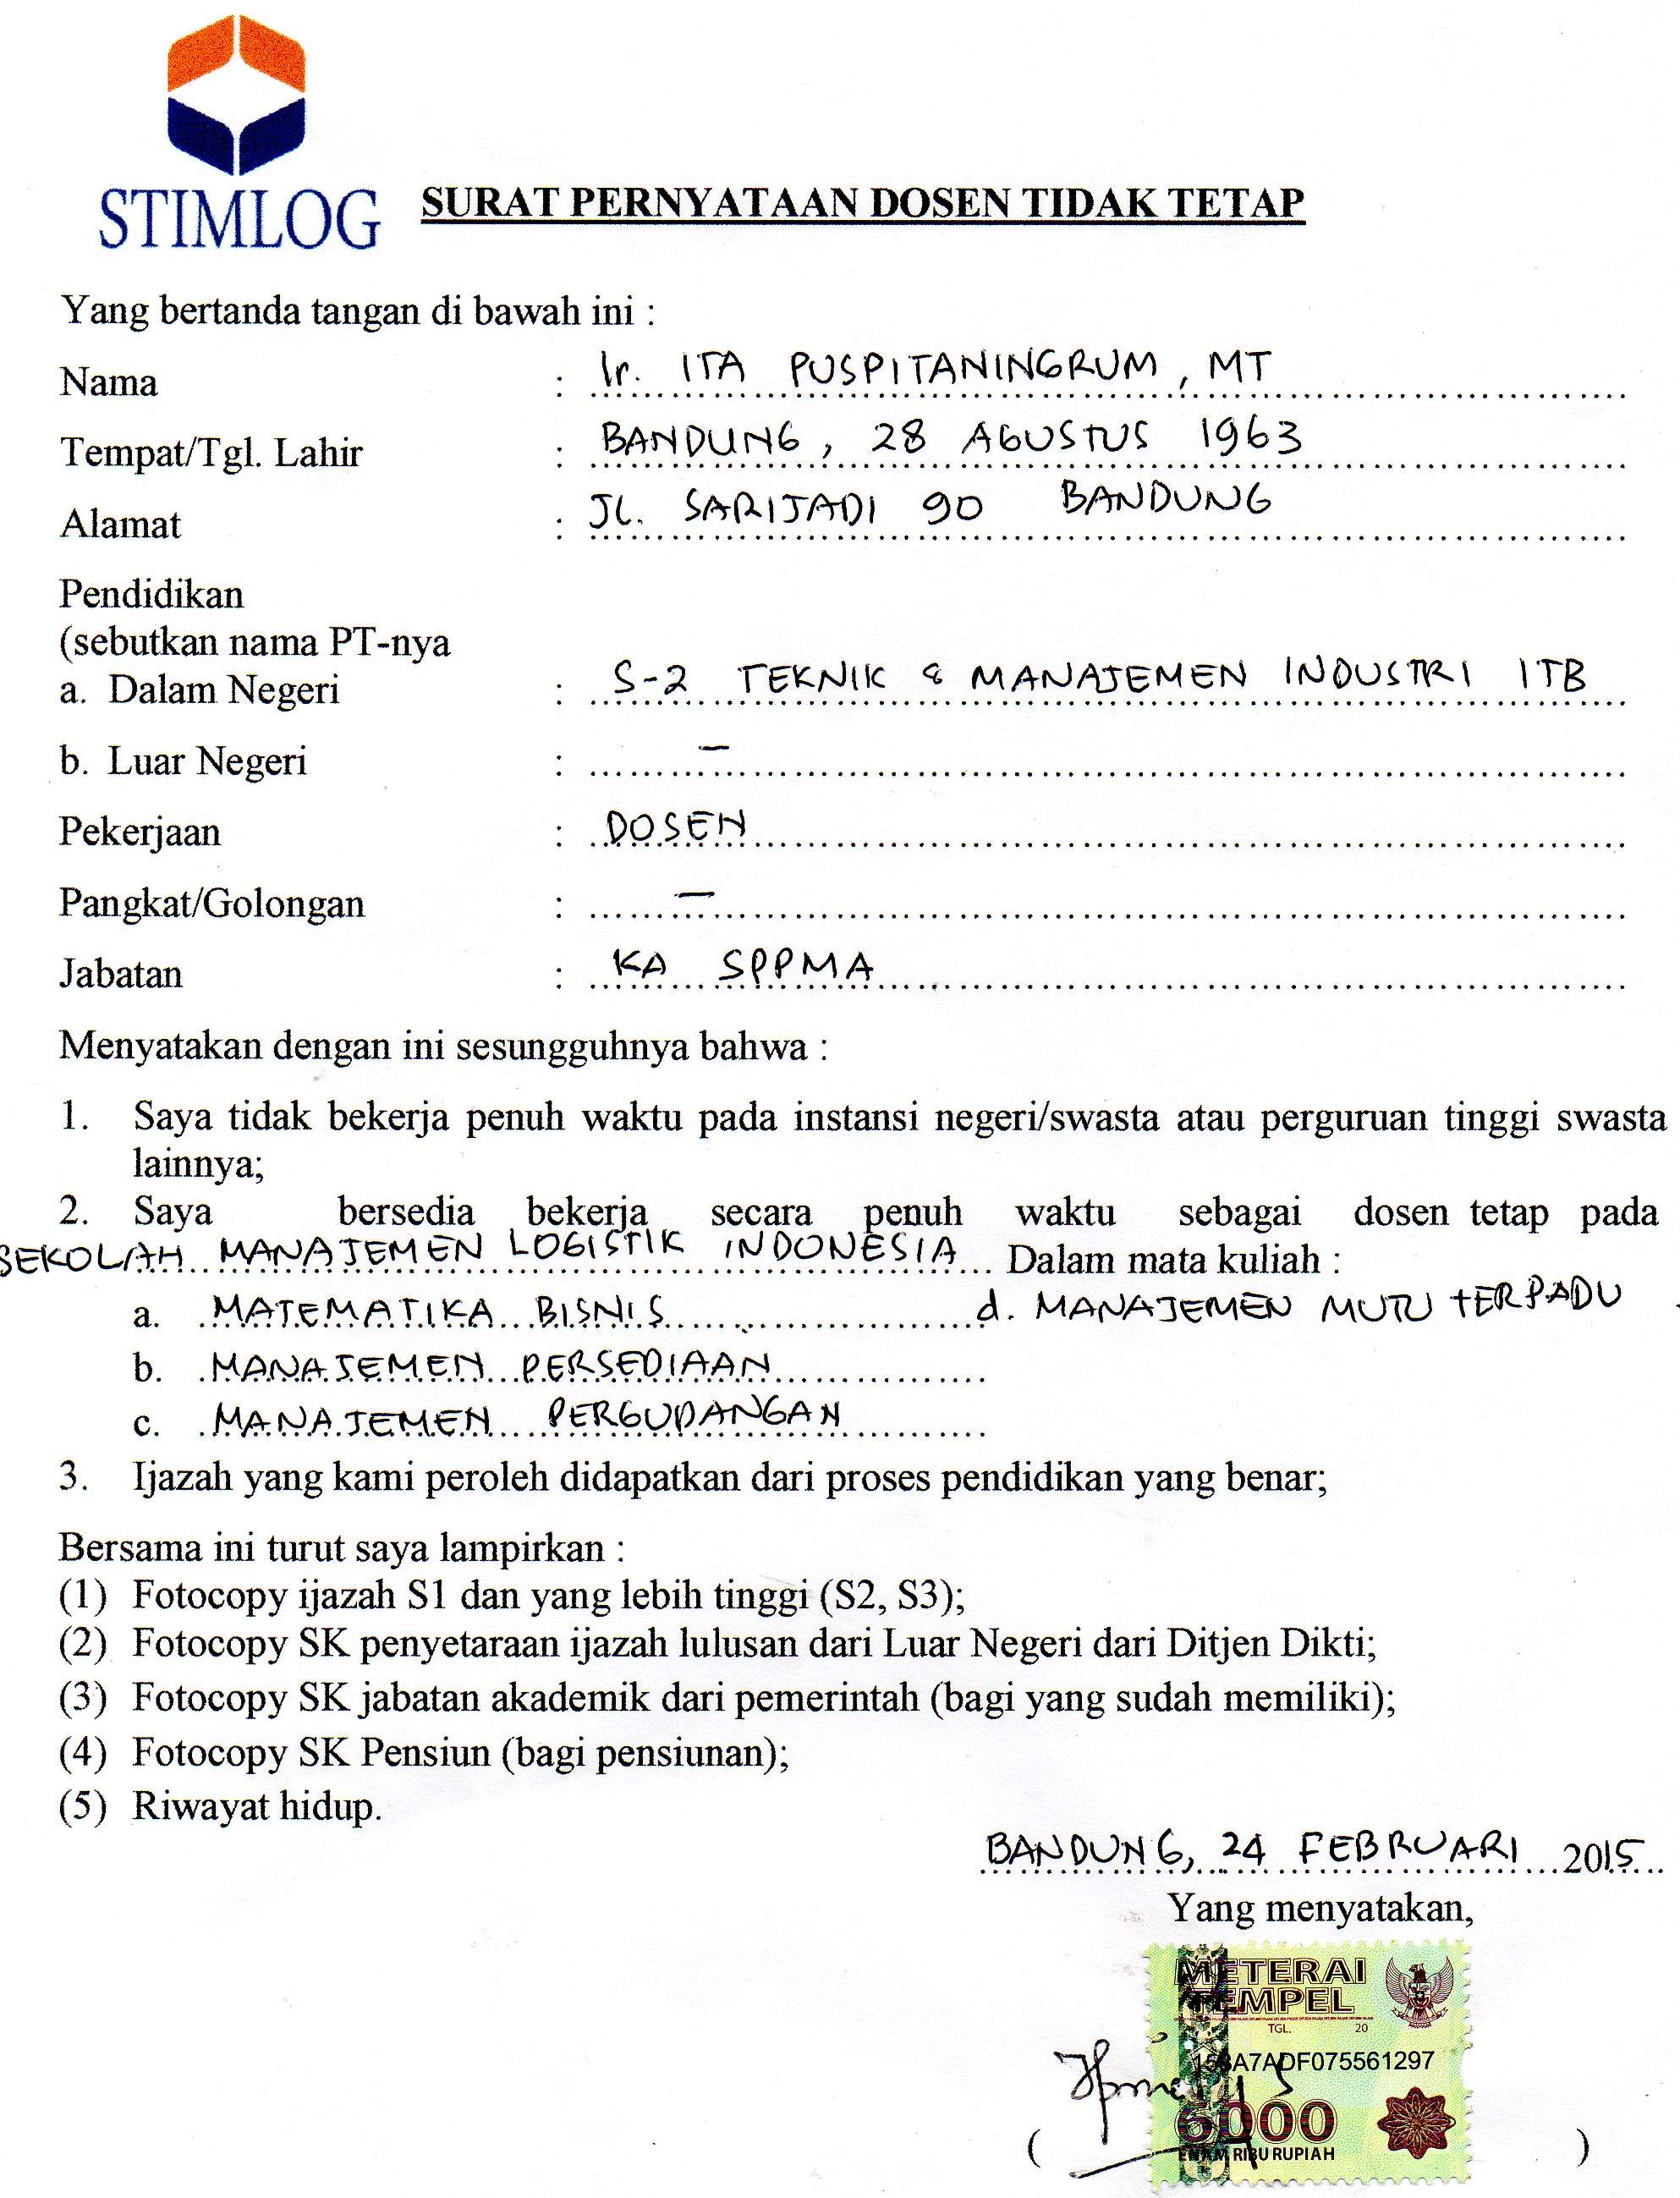 STIMLOG
SURAT PERNYATAAN DOSEN TIDAK TETAP
Yang bertanda tangan di bawah ini :
Nama : Ir. ITA PUSPITANINGRUM, MT
Tempat/Tgl. Lahir : BANDUNG, 28 AGUSTUS 1963
Alamat : JL. SARIJADI 90 BANDUNG
Pendidikan
(sebutkan nama PT-nya
a. Dalam Negeri : S-2 TEKNIK & MANAJEMEN INDUSTRI ITB
b. Luar Negeri : –
Pekerjaan : DOSEN
Pangkat/Golongan : –
Jabatan : KA SPPMA
Menyatakan dengan ini sesungguhnya bahwa :
1. Saya tidak bekerja penuh waktu pada instansi negeri/swasta atau perguruan tinggi swasta
lainnya;
2. Saya bersedia bekerja secara penuh waktu sebagai dosen tetap pada
SEKOLAH MANAJEMEN LOGISTIK INDONESIA Dalam mata kuliah :
a. MATEMATIKA BISNIS d. MANAJEMEN MUTU TERPADU
b. MANAJEMEN PERSEDIAAN
c. MANAJEMEN PERGUDANGAN
3. Ijazah yang kami peroleh didapatkan dari proses pendidikan yang benar;
Bersama ini turut saya lampirkan :
(1) Fotocopy ijazah S1 dan yang lebih tinggi (S2, S3);
(2) Fotocopy SK penyetaraan ijazah lulusan dari Luar Negeri dari Ditjen Dikti;
(3) Fotocopy SK jabatan akademik dari pemerintah (bagi yang sudah memiliki);
(4) Fotocopy SK Pensiun (bagi pensiunan);
(5) Riwayat hidup.
BANDUNG, 24 FEBRUARI 2015
Yang menyatakan,
METERAI
TEMPEL
TGL. 20
6000
ENAM RIBU RUPIAH
( )